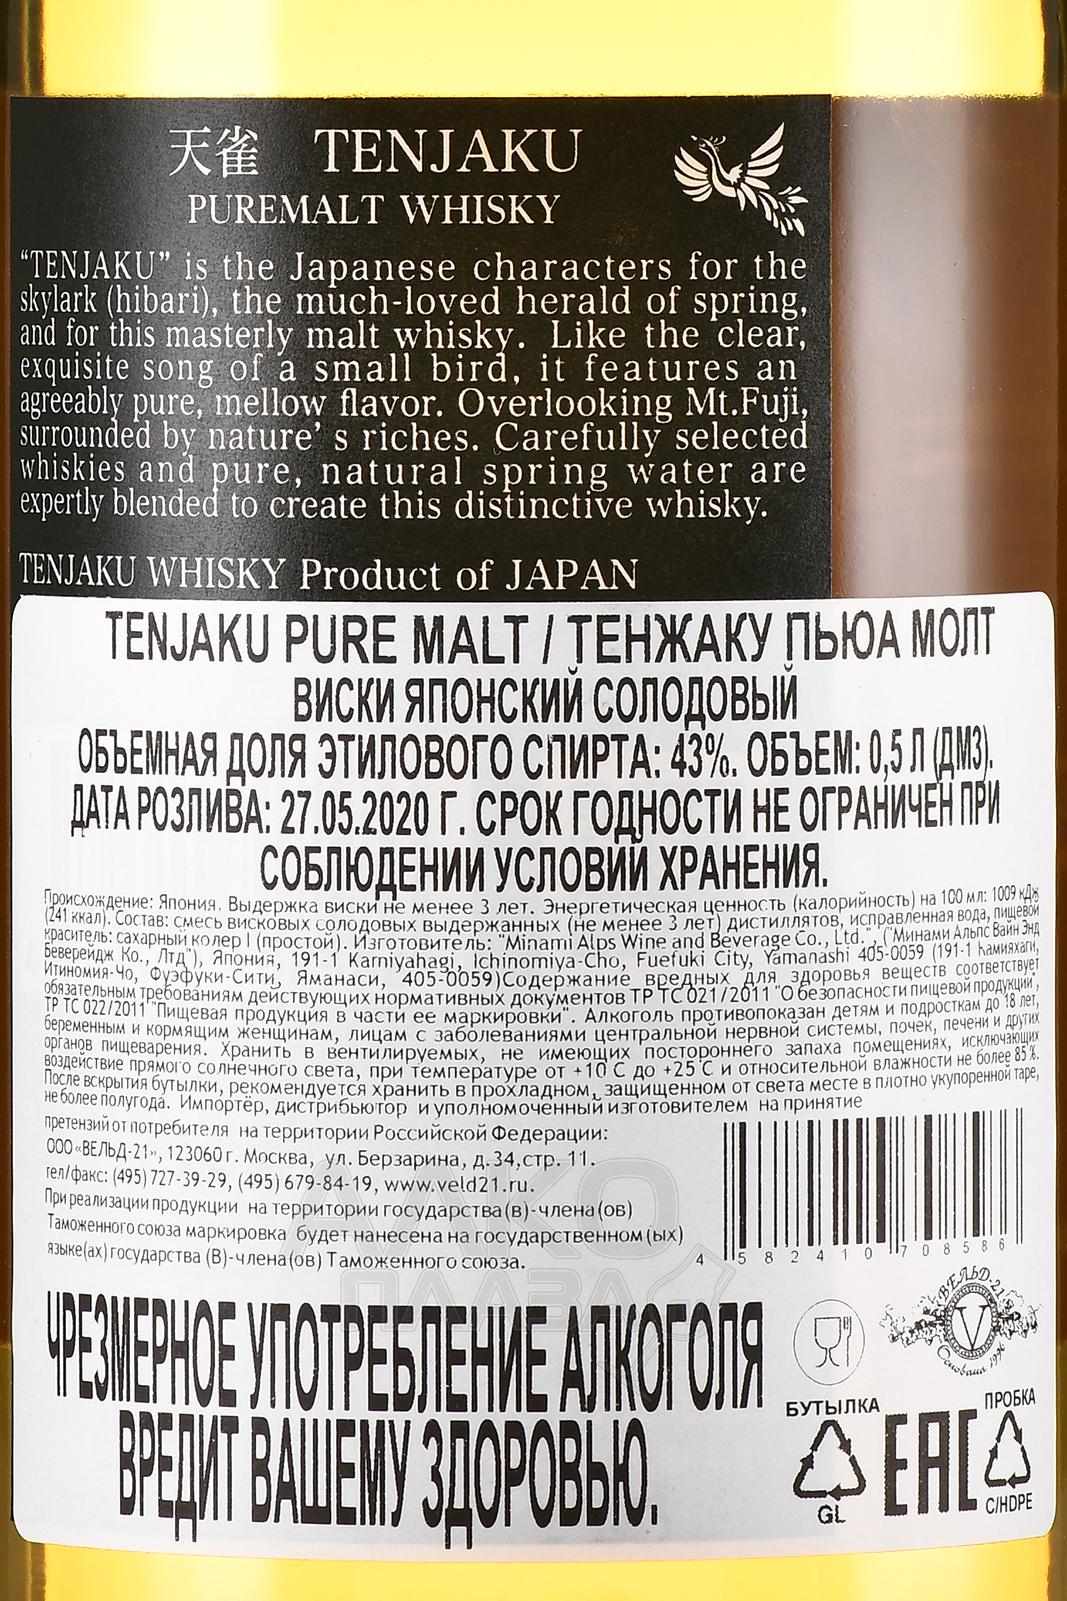 天雀 TENJAKU
PUREMALT WHISKY
“TENJAKU” is the Japanese characters for the
skylark (hibari), the much-loved herald of spring,
and for this masterly malt whisky. Like the clear,
exquisite song of a small bird, it features an
agreeably pure, mellow flavor. Overlooking Mt.Fuji,
surrounded by nature’ s riches. Carefully selected
whiskies and pure, natural spring water are
expertly blended to create this distinctive whisky.
TENJAKU WHISKY Product of JAPAN
TENJAKU PURE MALT / ТЕНЖАКУ ПЬЮА МОЛТ
ВИСКИ ЯПОНСКИЙ СОЛОДОВЫЙ
ОБЪЕМНАЯ ДОЛЯ ЭТИЛОВОГО СПИРТА: 43%. ОБЪЕМ: 0,5 Л (ДМ3).
ДАТА РОЗЛИВА: 27.05.2020 Г. СРОК ГОДНОСТИ НЕ ОГРАНИЧЕН ПРИ
СОБЛЮДЕНИИ УСЛОВИЙ ХРАНЕНИЯ.
Происхождение: Япония. Выдержка виски не менее 3 лет. Энергетическая ценность (калорийность) на 100 мл: 1009 кДж
(241 ккал). Состав: смесь висковых солодовых выдержанных (не менее 3 лет) дистиллятов, исправленная вода, пищевой
краситель: сахарный колер I (простой). Изготовитель: "Minami Alps Wine and Beverage Co., Ltd.", ("Минами Альпс Вайн Энд
Беверейдж Ко., Лтд"), Япония, 191-1 Karniyahagi, Ichinomiya-Cho, Fuefuki City, Yamanashi 405-0059 (191-1 Камияхаги,
Итиномия-Чо, Фуэфуки-Сити, Яманаси, 405-0059)Содержание вредных для здоровья веществ соответствует
обязательным требованиям действующих нормативных документов ТР ТС 021/2011 "О безопасности пищевой продукции",
ТР ТС 022/2011 "Пищевая продукция в части ее маркировки". Алкоголь противопоказан детям и подросткам до 18 лет,
беременным и кормящим женщинам, лицам с заболеваниями центральной нервной системы, почек, печени и других
органов пищеварения. Хранить в вентилируемых, не имеющих постороннего запаха помещениях, исключающих
воздействие прямого солнечного света, при температуре от +10°С до +25°С и относительной влажности не более 85%.
После вскрытия бутылки, рекомендуется хранить в прохладном, защищенном от света месте в плотно укупоренной таре,
не более полугода. Импортёр, дистрибьютор и уполномоченный изготовителем на принятие
претензий от потребителя на территории Российской Федерации:
ООО «ВЕЛЬД-21», 123060 г. Москва, ул. Берзарина, д.34,стр. 11.
тел/факс: (495) 727-39-29, (495) 679-84-19, www.veld21.ru.
При реализации продукции на территории государства(в)-члена(ов)
Таможенного союза маркировка будет нанесена на государственном(ых)
языке(ах) государства (В)-члена(ов) Таможенного союза.
4 582410 708586
АЛКО
ПЛАЗА
ВЕЛЬД-21
V
Основана 1996
ЧРЕЗМЕРНОЕ УПОТРЕБЛЕНИЕ АЛКОГОЛЯ
ВРЕДИТ ВАШЕМУ ЗДОРОВЬЮ.
БУТЫЛКА
GL
EAC
ПРОБКА
C/HDPE